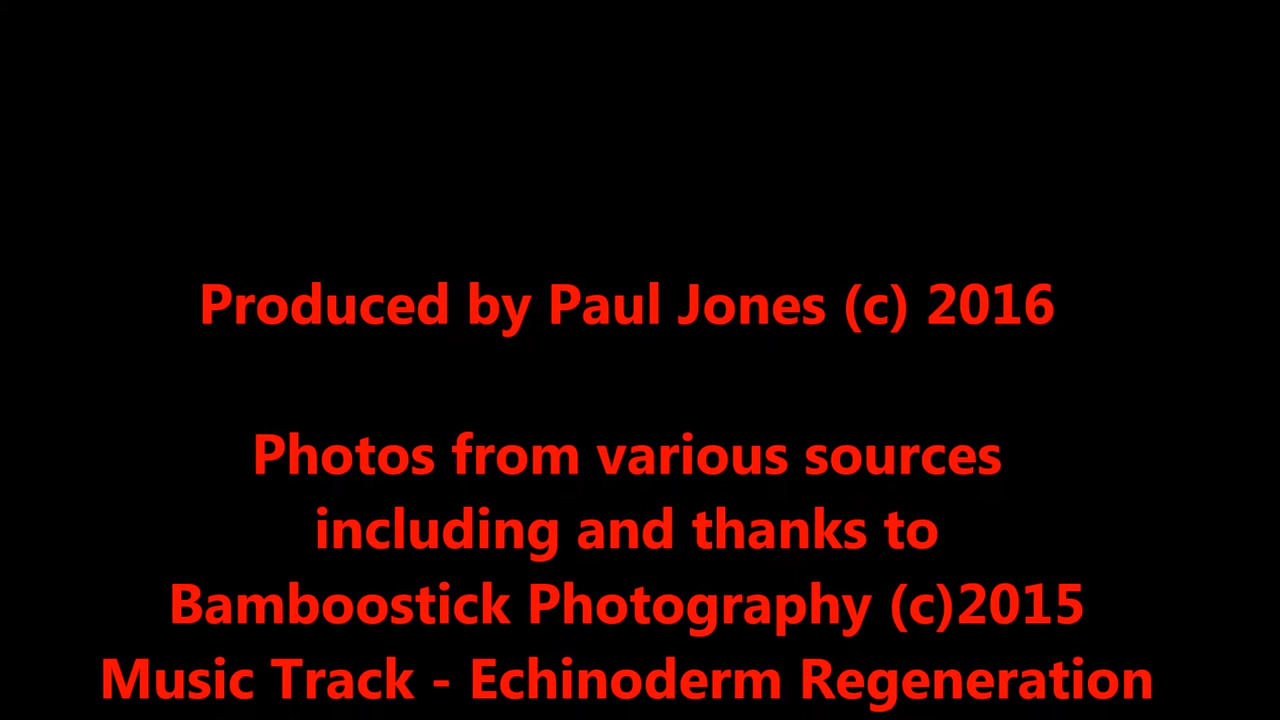 Produced by Paul Jones (c) 2016
Photos from various sources
including and thanks to
Bamboostick Photography (c)2015
Music Track - Echinoderm Regeneration